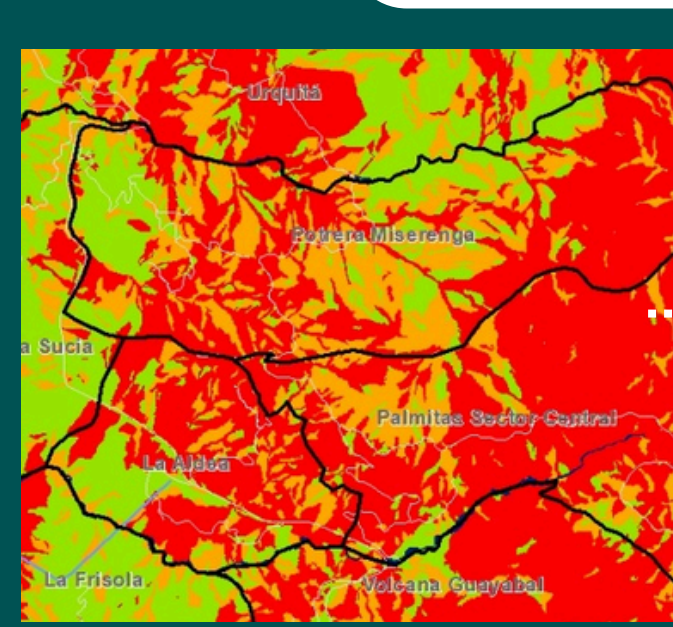 Urquitá
Potrera Miserenga
a Sucia
Palmitas Sector Central
La Aldea
La Frisola
Volcana Guayabal